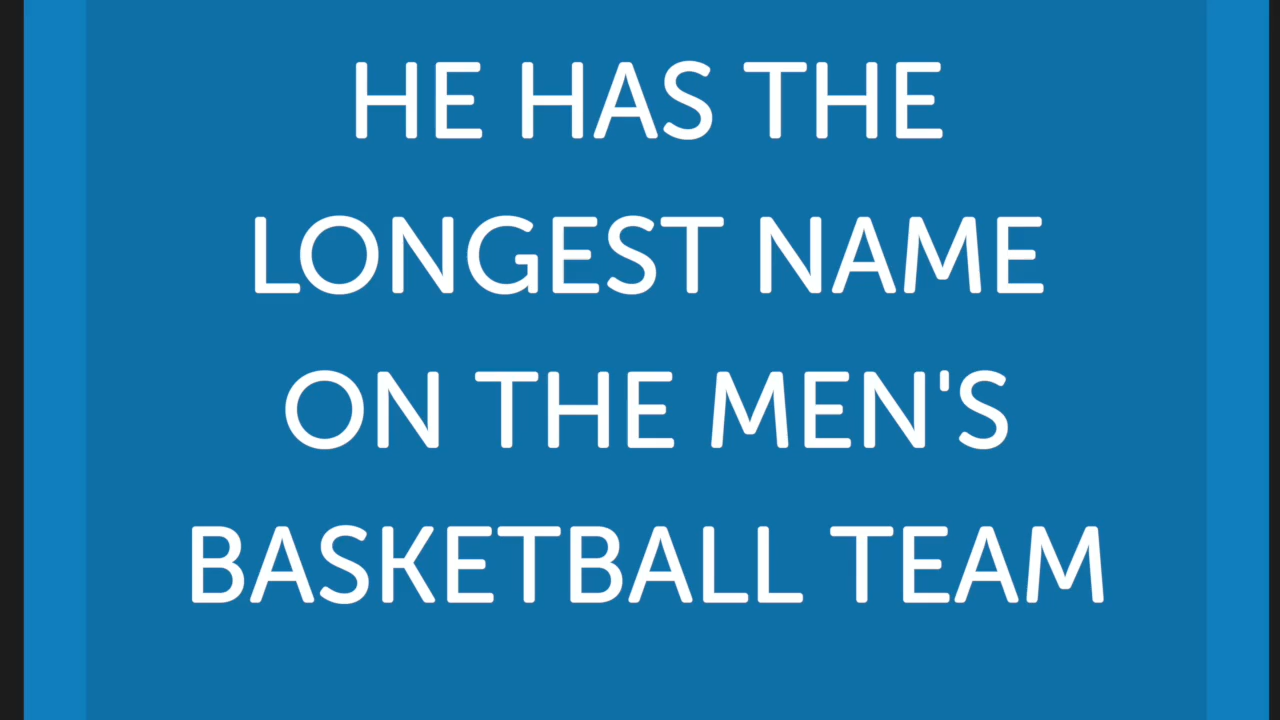 HE HAS THE
LONGEST NAME
ON THE MEN'S
BASKETBALL TEAM